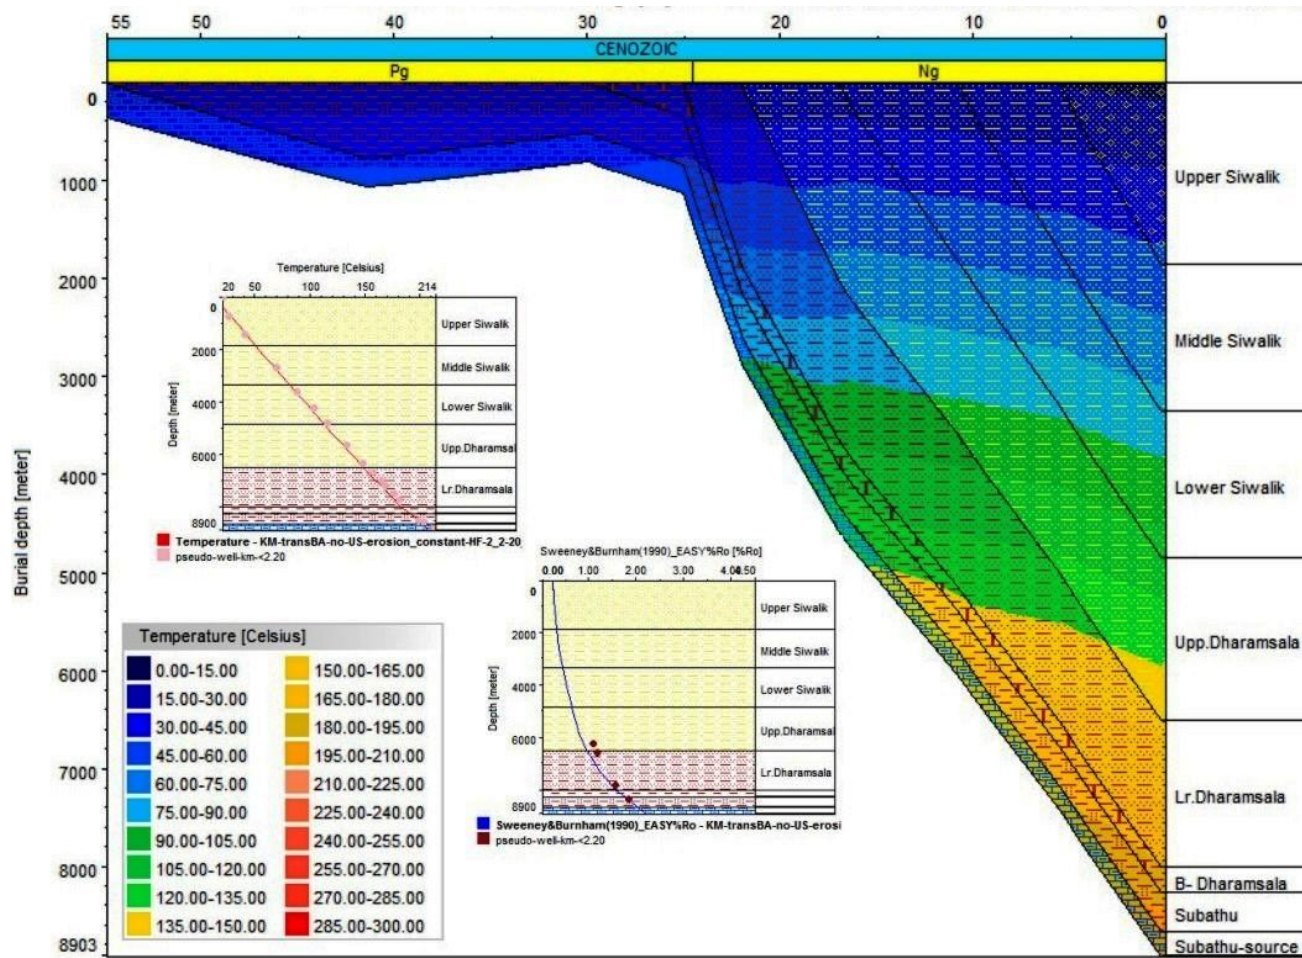 55 50 40 30 20 10 0
CENOZOIC
Pg Ng
Burial depth [meter]
0
1000
2000
3000
4000
5000
6000
7000
8000
8903
Upper Siwalik
Middle Siwalik
Lower Siwalik
Upp.Dharamsala
Lr.Dharamsala
B- Dharamsala
Subathu
Subathu-source
Temperature [Celsius]
20 50 100 150 214
Depth [meter]
0
2000
4000
6000
8900
Upper Siwalik
Middle Siwalik
Lower Siwalik
Upp.Dharamsal
Lr.Dharamsala
Temperature - KM-transBA-no-US-erosion_constant-HF-2_2-20
pseudo-well-km-<2.20
Sweeney&Burnham(1990)_EASY%Ro [%Ro]
0.00 1.00 2.00 3.00 4.50
Depth [meter]
0
2000
4000
6000
8900
Upper Siwalik
Middle Siwalik
Lower Siwalik
Upp.Dharamsal
Lr.Dharamsala
Sweeney&Burnham(1990)_EASY%Ro - KM-transBA-no-US-erosi
pseudo-well-km-<2.20
Temperature [Celsius]
0.00-15.00 150.00-165.00
15.00-30.00 165.00-180.00
30.00-45.00 180.00-195.00
45.00-60.00 195.00-210.00
60.00-75.00 210.00-225.00
75.00-90.00 225.00-240.00
90.00-105.00 240.00-255.00
105.00-120.00 255.00-270.00
120.00-135.00 270.00-285.00
135.00-150.00 285.00-300.00